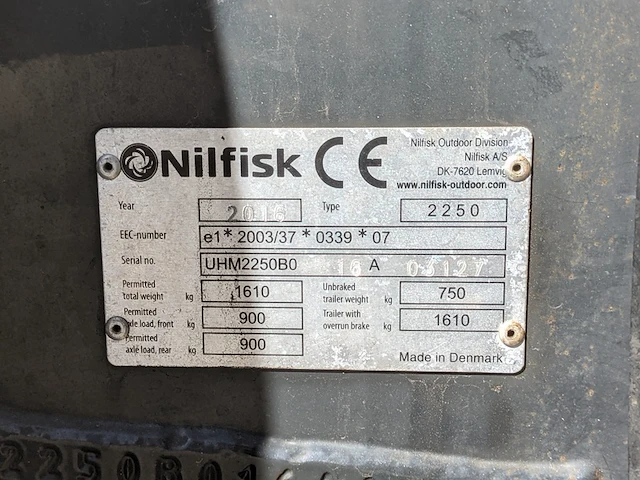 Nilfisk CE
Nilfisk Outdoor Division
Nilfisk A/S
DK-7620 Lemvig
www.nilfisk-outdoor.com
Year Type 2250
EEC-number e1* 2003/37 * 0339 * 07
Serial no. UHM2250B0 16 A 03127
Permitted total weight kg 1610 Unbraked trailer weight kg 750
Permitted axle load, front kg 900 Trailer with overrun brake kg 1610
Permitted axle load, rear kg 900
Made in Denmark